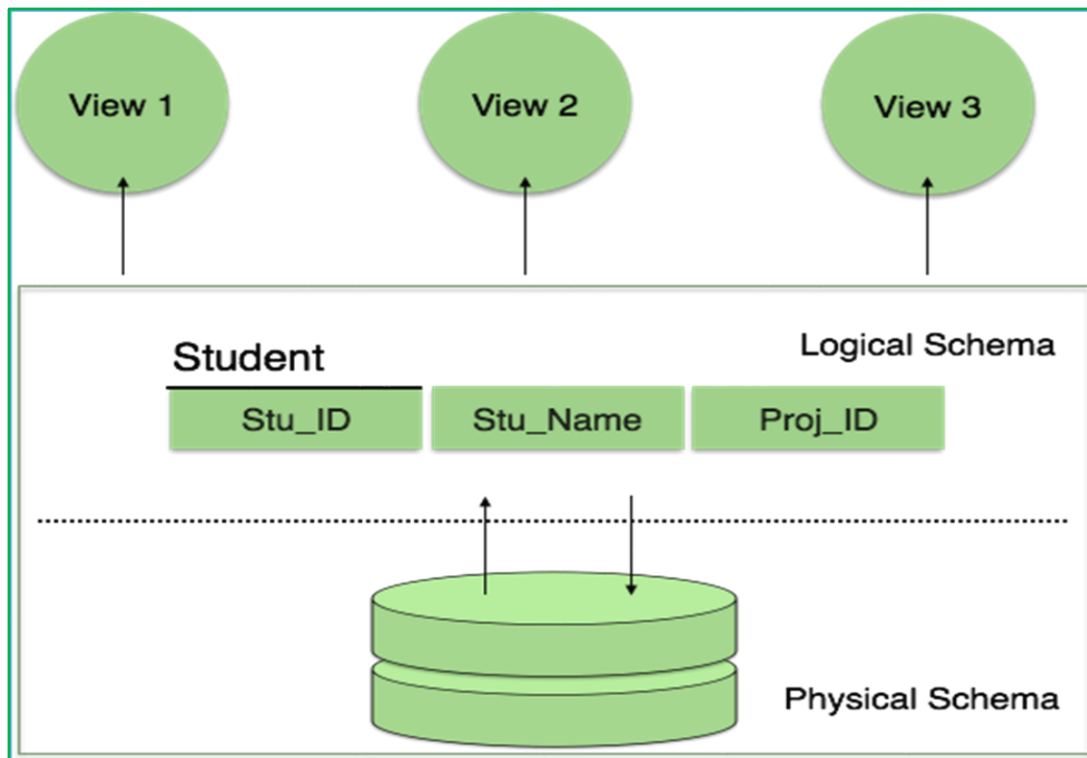 View 1
View 2
View 3
Student
Logical Schema
Stu_ID
Stu_Name
Proj_ID
Physical Schema